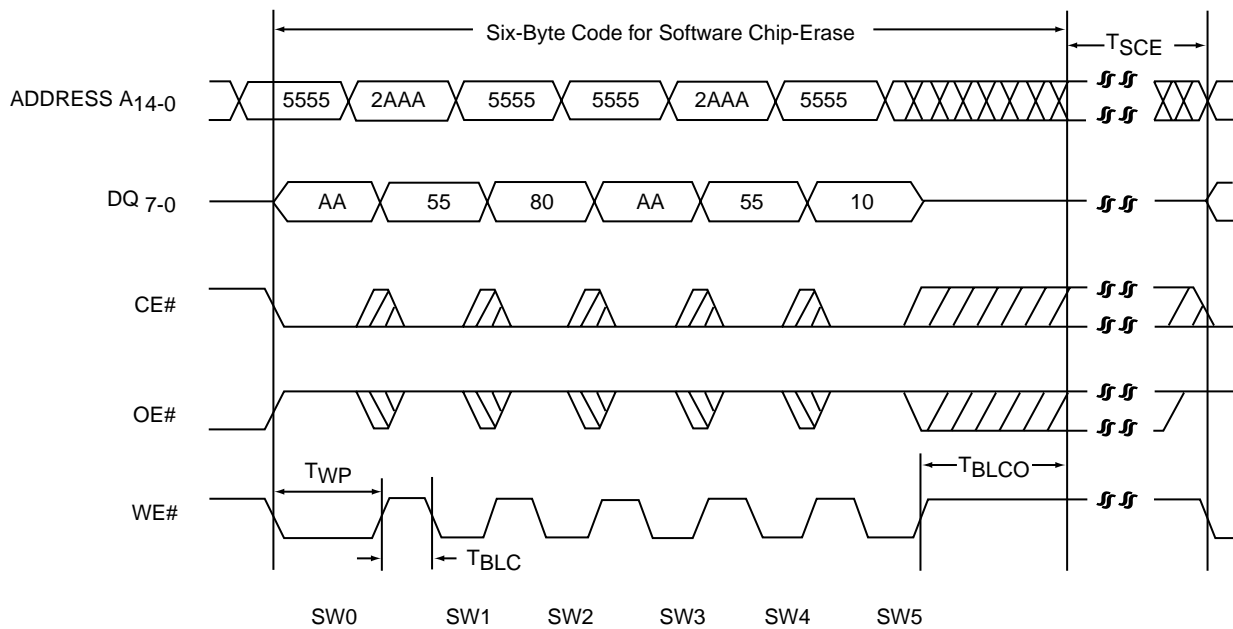 Six-Byte Code for Software Chip-Erase
TSCE
ADDRESS A14-0
5555 2AAA 5555 5555 2AAA 5555
DQ 7-0
AA 55 80 AA 55 10
CE#
OE#
TWP
TBLCO
WE#
TBLC
SW0 SW1 SW2 SW3 SW4 SW5